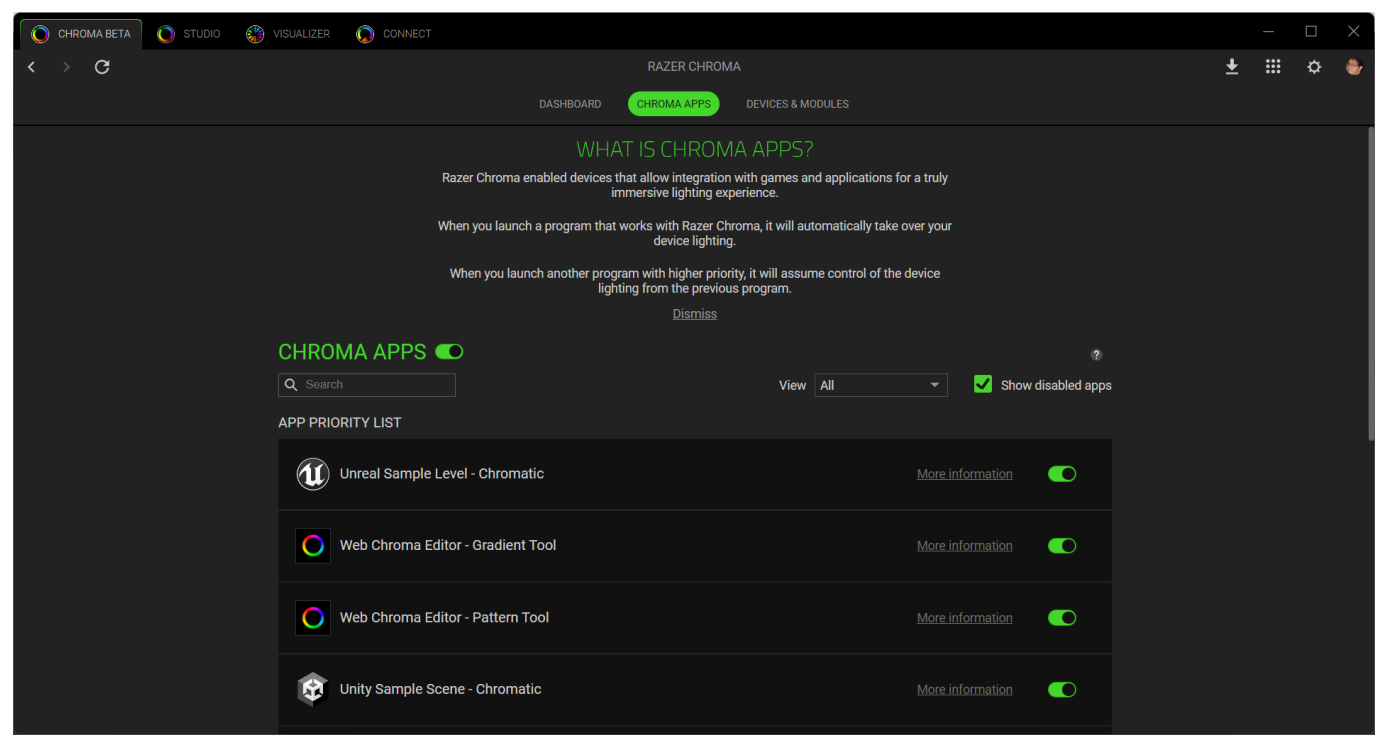 CHROMA BETA
STUDIO
VISUALIZER
CONNECT
RAZER CHROMA
DASHBOARD
CHROMA APPS
DEVICES & MODULES
WHAT IS CHROMA APPS?
Razer Chroma enabled devices that allow integration with games and applications for a truly
immersive lighting experience.
When you launch a program that works with Razer Chroma, it will automatically take over your
device lighting.
When you launch another program with higher priority, it will assume control of the device
lighting from the previous program.
Dismiss
CHROMA APPS
?
Search
View
All
Show disabled apps
APP PRIORITY LIST
Unreal Sample Level - Chromatic
More information
Web Chroma Editor - Gradient Tool
More information
Web Chroma Editor - Pattern Tool
More information
Unity Sample Scene - Chromatic
More information